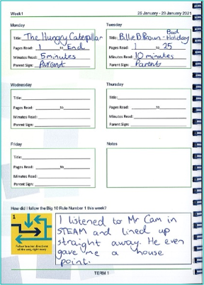 Week 1
25 January - 29 January 2021
Monday
Tuesday
Title: The Hungry Caterpillar
Title: Billie B Brown - Bad Holiday
Pages Read: 1 to End
Pages Read: 1 to 25
Minutes Read: 5 minutes
Minutes Read: 10 minutes
Parent Sign: Parent
Parent Sign: Parent
Wednesday
Thursday
Title:
Title:
Pages Read: to
Pages Read: to
Minutes Read:
Minutes Read:
Parent Sign:
Parent Sign:
Friday
Notes
Title:
Pages Read: to
Minutes Read:
Parent Sign:
How did I follow the Big 10 Rule Number 1 this week?
1
I listened to Mr Cam in
STEAM and lined up
straight away. He even
gave me a house
point.
TERM 1